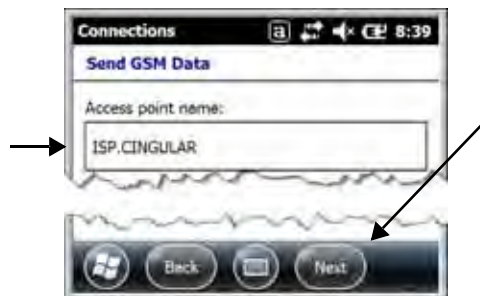 Connections a 8:39
Send GSM Data
Access point name:
ISP.CINGULAR
Back Next